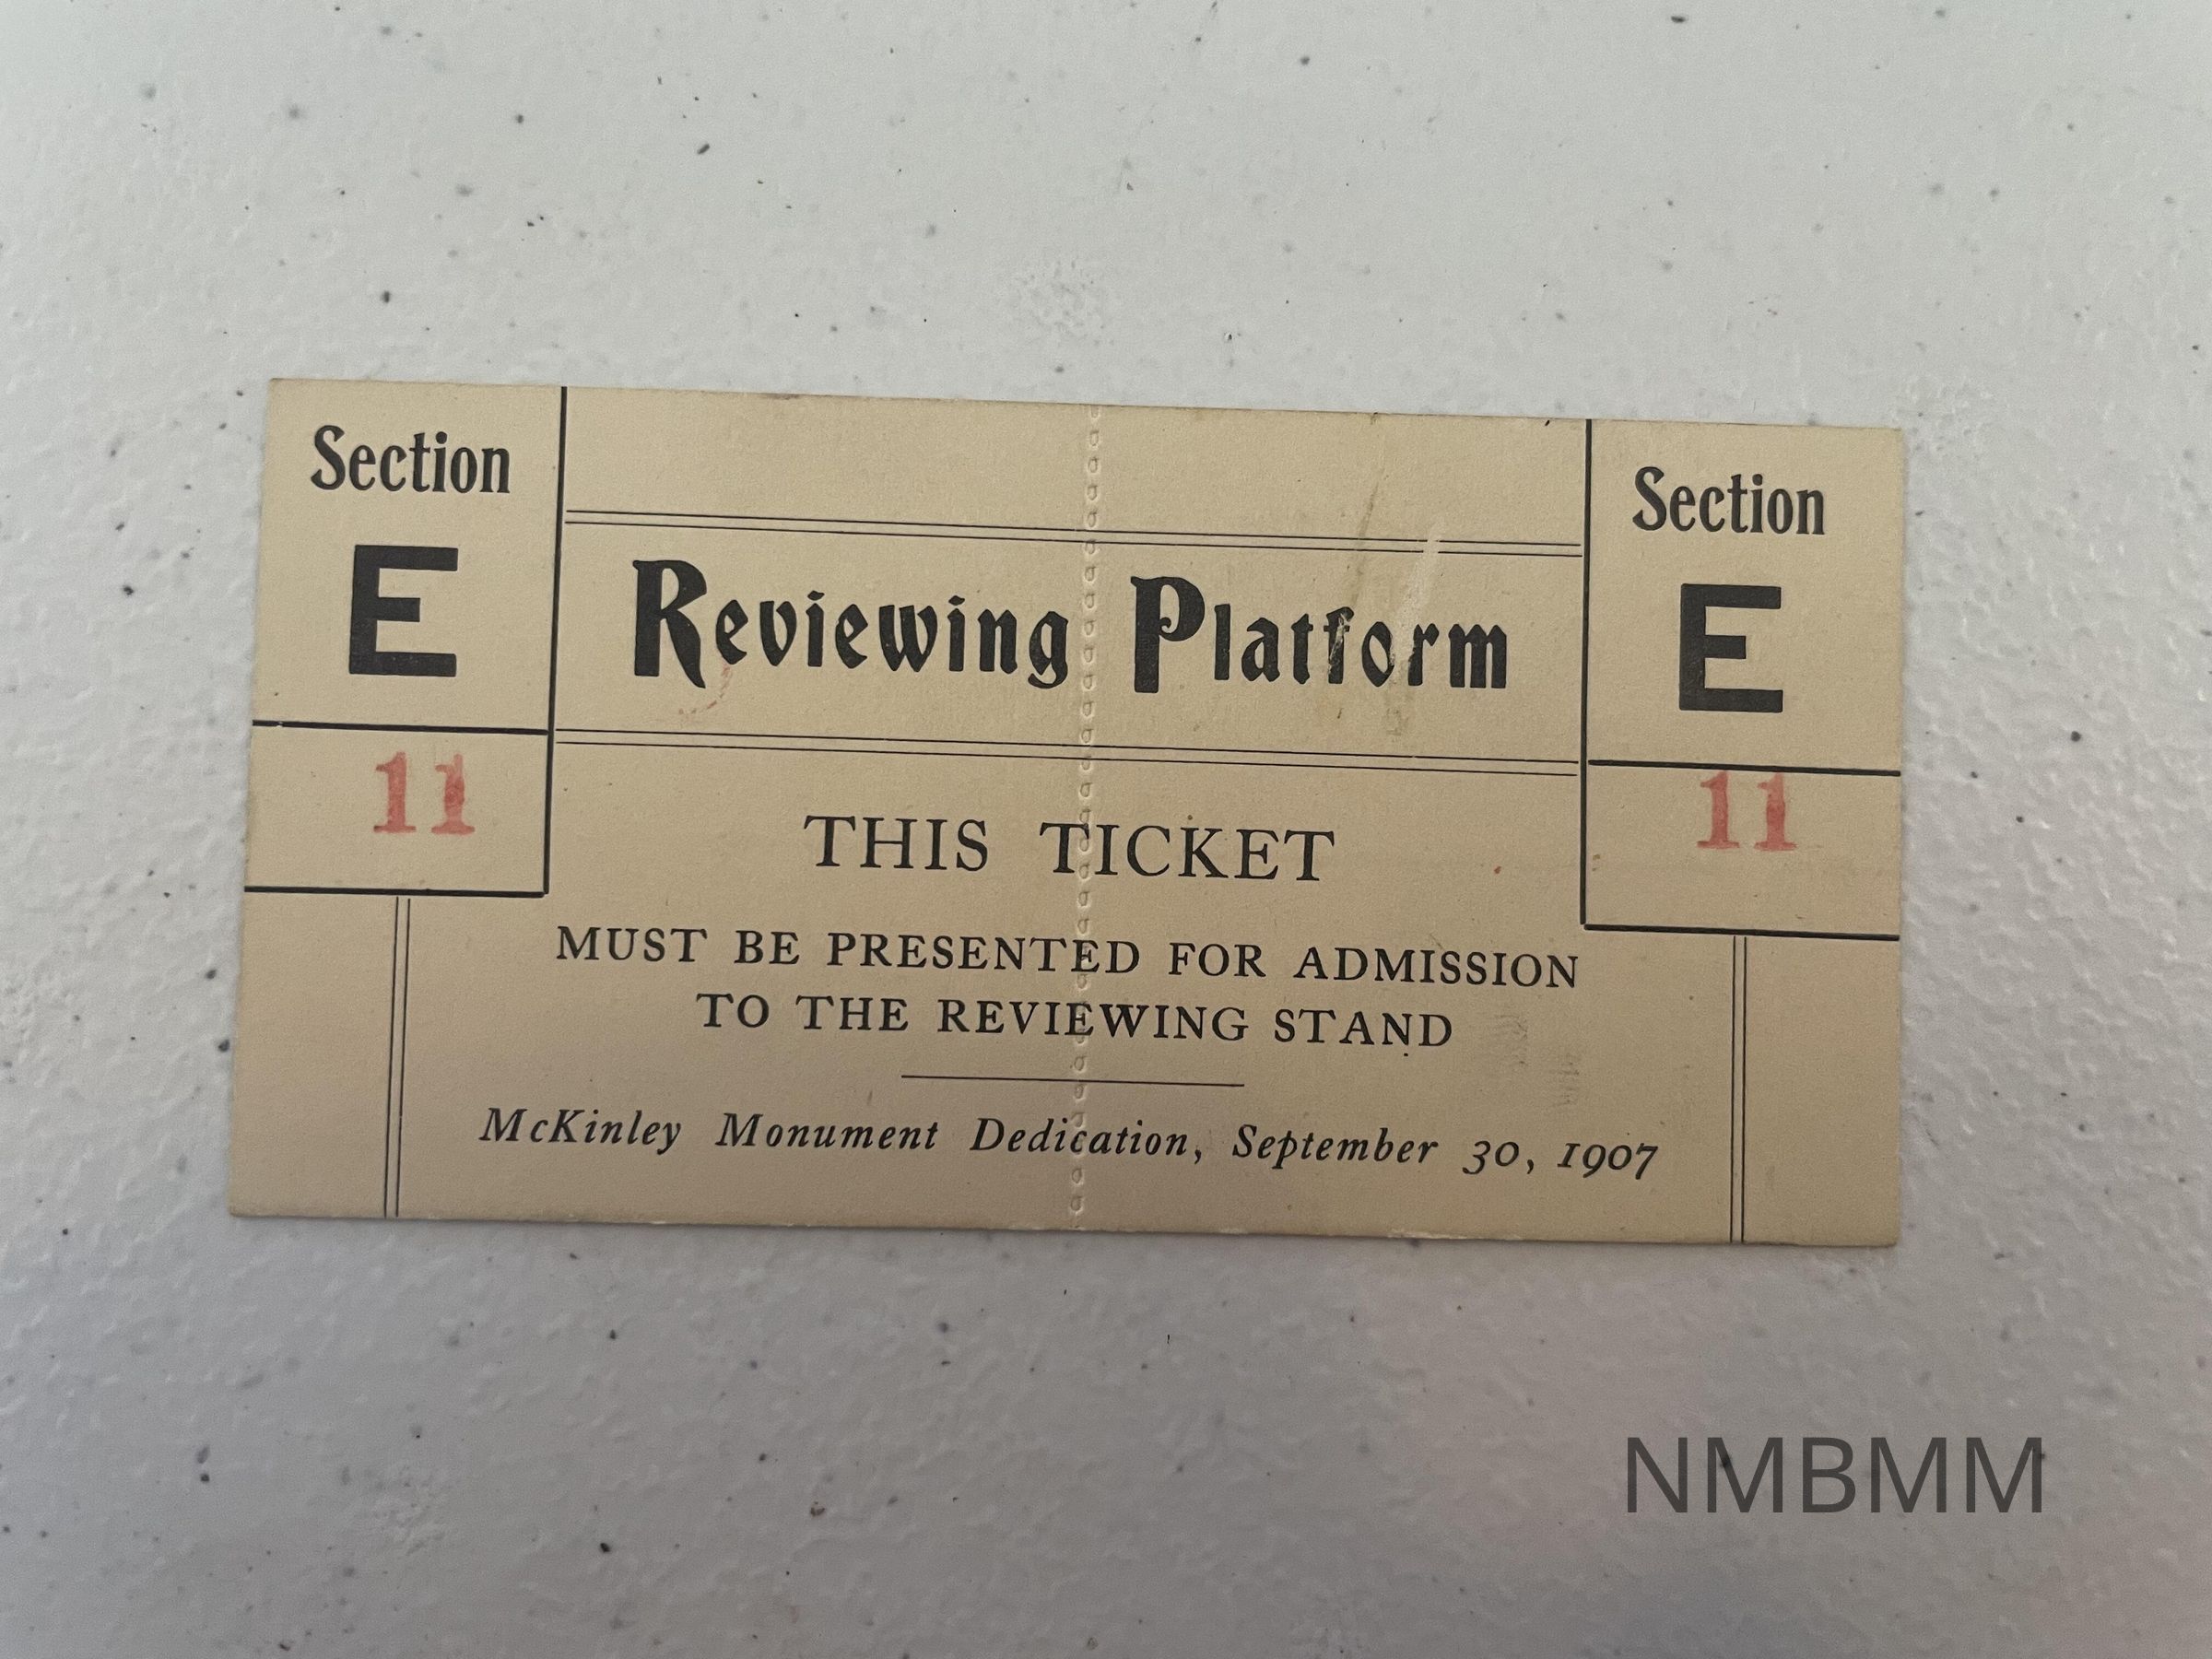 Section
E
11
Reviewing Platform
THIS TICKET
MUST BE PRESENTED FOR ADMISSION
TO THE REVIEWING STAND
McKinley Monument Dedication, September 30, 1907
Section
E
11
NMBMM